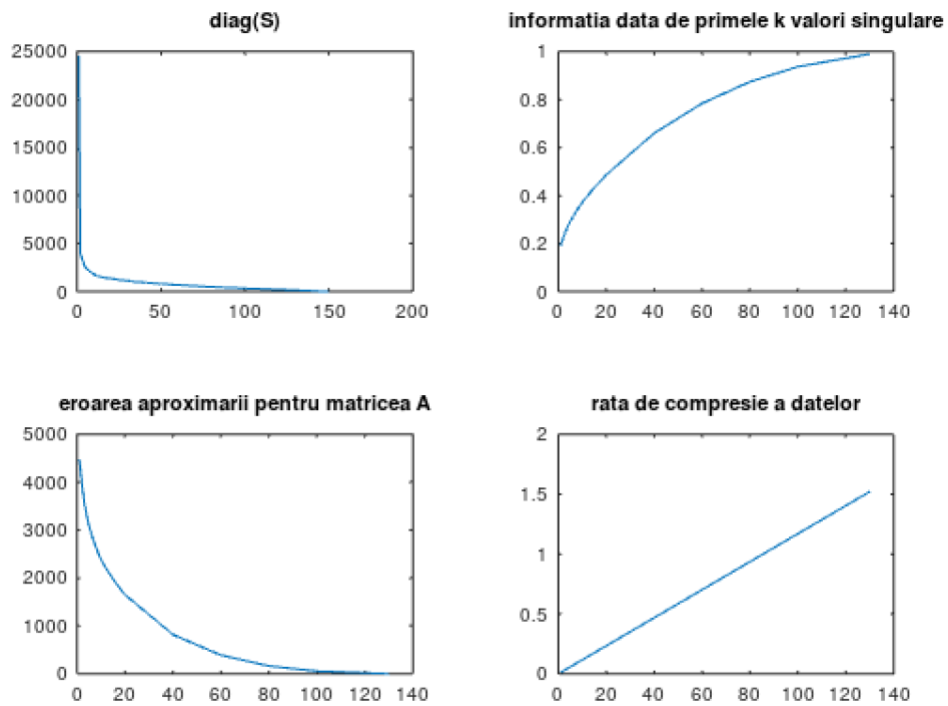 diag(S)
25000
20000
15000
10000
5000
0
0 50 100 150 200
informatia data de primele k valori singulare
1
0.8
0.6
0.4
0.2
0
0 20 40 60 80 100 120 140
eroarea aproximarii pentru matricea A
5000
4000
3000
2000
1000
0
0 20 40 60 80 100 120 140
rata de compresie a datelor
2
1.5
1
0.5
0
0 20 40 60 80 100 120 140